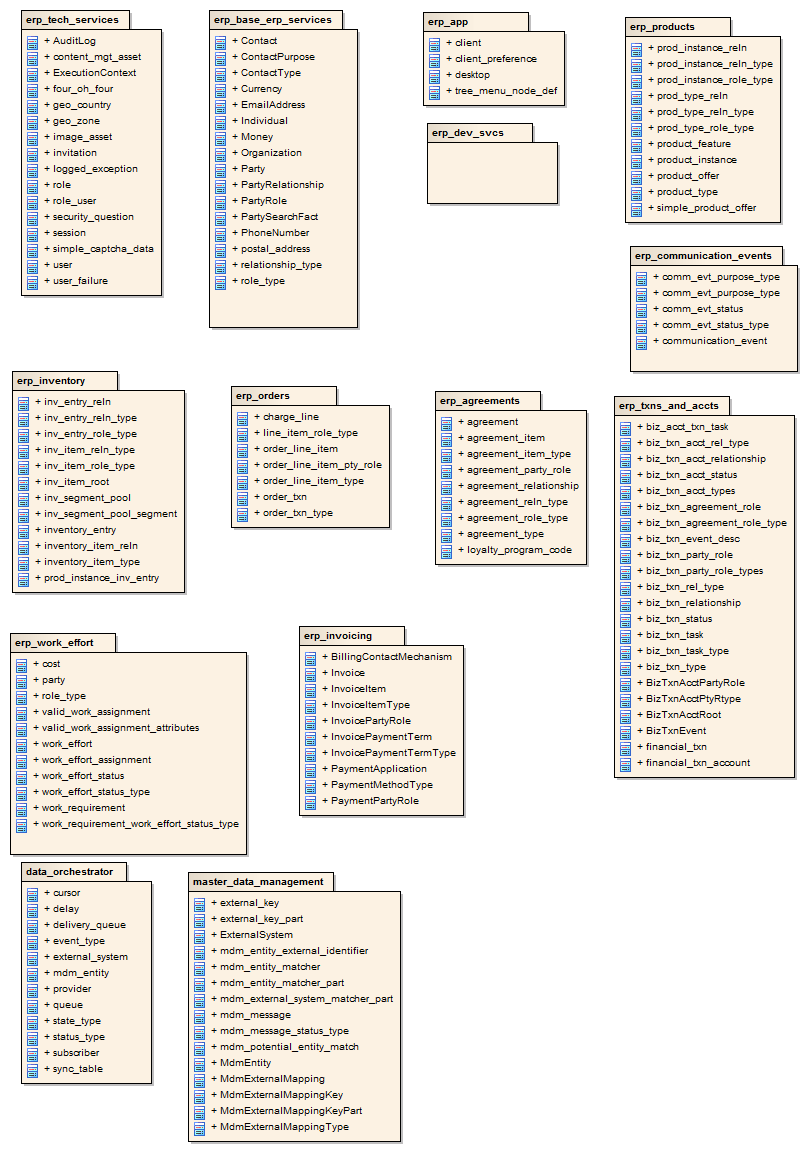 erp_tech_services
+ AuditLog
+ content_mgt_asset
+ ExecutionContext
+ four_oh_four
+ geo_country
+ geo_zone
+ image_asset
+ invitation
+ logged_exception
+ role
+ role_user
+ security_question
+ session
+ simple_captcha_data
+ user
+ user_failure
erp_base_erp_services
+ Contact
+ ContactPurpose
+ ContactType
+ Currency
+ EmailAddress
+ Individual
+ Money
+ Organization
+ Party
+ PartyRelationship
+ PartyRole
+ PartySearchFact
+ PhoneNumber
+ postal_address
+ relationship_type
+ role_type
erp_app
+ client
+ client_preference
+ desktop
+ tree_menu_node_def
erp_dev_svcs
erp_products
+ prod_instance_reln
+ prod_instance_reln_type
+ prod_instance_role_type
+ prod_type_reln
+ prod_type_reln_type
+ prod_type_role_type
+ product_feature
+ product_instance
+ product_offer
+ product_type
+ simple_product_offer
erp_communication_events
+ comm_evt_purpose_type
+ comm_evt_purpose_type
+ comm_evt_status
+ comm_evt_status_type
+ communication_event
erp_inventory
+ inv_entry_reln
+ inv_entry_reln_type
+ inv_entry_role_type
+ inv_item_reln_type
+ inv_item_role_type
+ inv_item_root
+ inv_segment_pool
+ inv_segment_pool_segment
+ inventory_entry
+ inventory_item_reln
+ inventory_item_type
+ prod_instance_inv_entry
erp_orders
+ charge_line
+ line_item_role_type
+ order_line_item
+ order_line_item_pty_role
+ order_line_item_type
+ order_txn
+ order_txn_type
erp_agreements
+ agreement
+ agreement_item
+ agreement_item_type
+ agreement_party_role
+ agreement_relationship
+ agreement_reln_type
+ agreement_role_type
+ agreement_type
+ loyalty_program_code
erp_txns_and_accts
+ biz_acct_txn_task
+ biz_txn_acct_rel_type
+ biz_txn_acct_relationship
+ biz_txn_acct_status
+ biz_txn_acct_types
+ biz_txn_agreement_role
+ biz_txn_agreement_role_type
+ biz_txn_event_desc
+ biz_txn_party_role
+ biz_txn_party_role_types
+ biz_txn_rel_type
+ biz_txn_relationship
+ biz_txn_status
+ biz_txn_task
+ biz_txn_task_type
+ biz_txn_type
+ BizTxnAcctPartyRole
+ BizTxnAcctPtyRtype
+ BizTxnAcctRoot
+ BizTxnEvent
+ financial_txn
+ financial_txn_account
erp_work_effort
+ cost
+ party
+ role_type
+ valid_work_assignment
+ valid_work_assignment_attributes
+ work_effort
+ work_effort_assignment
+ work_effort_status
+ work_effort_status_type
+ work_requirement
+ work_requirement_work_effort_status_type
erp_invoicing
+ BillingContactMechanism
+ Invoice
+ InvoiceItem
+ InvoiceItemType
+ InvoicePartyRole
+ InvoicePaymentTerm
+ InvoicePaymentTermType
+ PaymentApplication
+ PaymentMethodType
+ PaymentPartyRole
data_orchestrator
+ cursor
+ delay
+ delivery_queue
+ event_type
+ external_system
+ mdm_entity
+ provider
+ queue
+ state_type
+ status_type
+ subscriber
+ sync_table
master_data_management
+ external_key
+ external_key_part
+ ExternalSystem
+ mdm_entity_external_identifier
+ mdm_entity_matcher
+ mdm_entity_matcher_part
+ mdm_external_system_matcher_part
+ mdm_message
+ mdm_message_status_type
+ mdm_potential_entity_match
+ MdmEntity
+ MdmExternalMapping
+ MdmExternalMappingKey
+ MdmExternalMappingKeyPart
+ MdmExternalMappingType